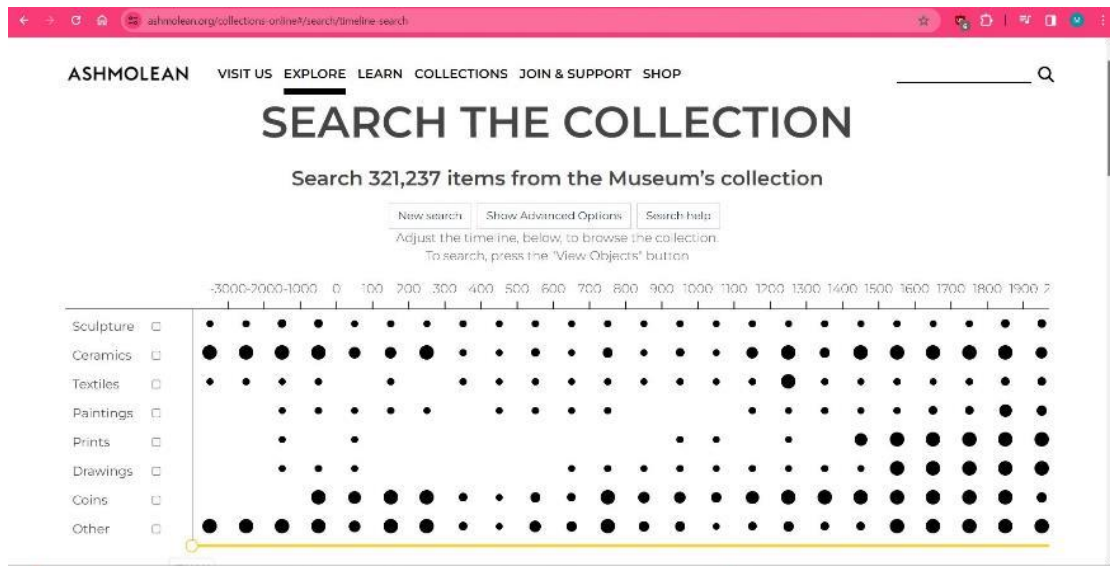 ashmolean.org/collections-online#/search/timeline-search
ASHMOLEAN VISIT US EXPLORE LEARN COLLECTIONS JOIN & SUPPORT SHOP
SEARCH THE COLLECTION
Search 321,237 items from the Museum's collection
New search Show Advanced Options Search help
Adjust the timeline, below, to browse the collection.
To search, press the "View Objects" button
-3000 -2000 -1000 0 100 200 300 400 500 600 700 800 900 1000 1100 1200 1300 1400 1500 1600 1700 1800 1900 2
Sculpture
Ceramics
Textiles
Paintings
Prints
Drawings
Coins
Other